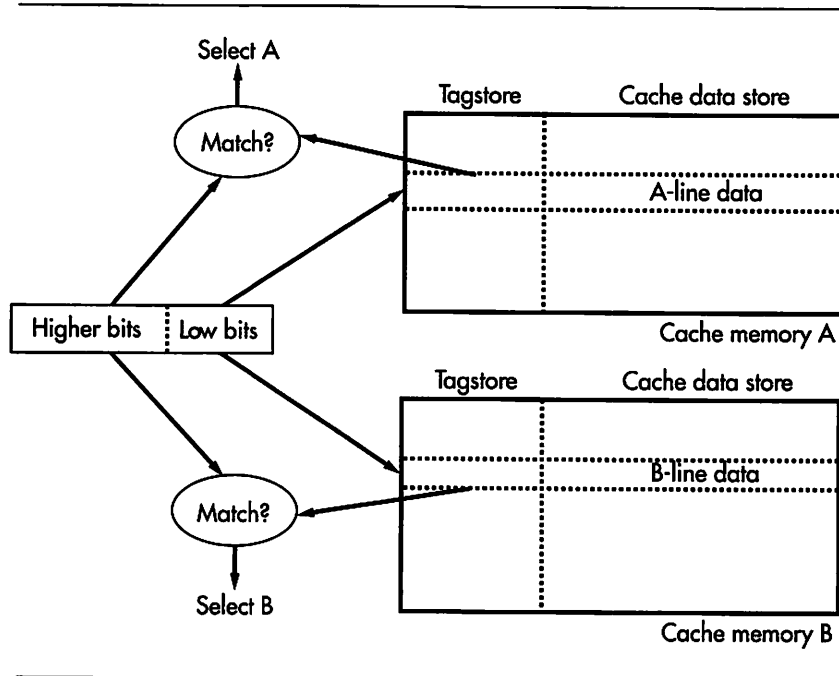 Select A
Match?
Tagstore
Cache data store
A-line data
Higher bits
Low bits
Cache memory A
Tagstore
Cache data store
B-line data
Match?
Select B
Cache memory B